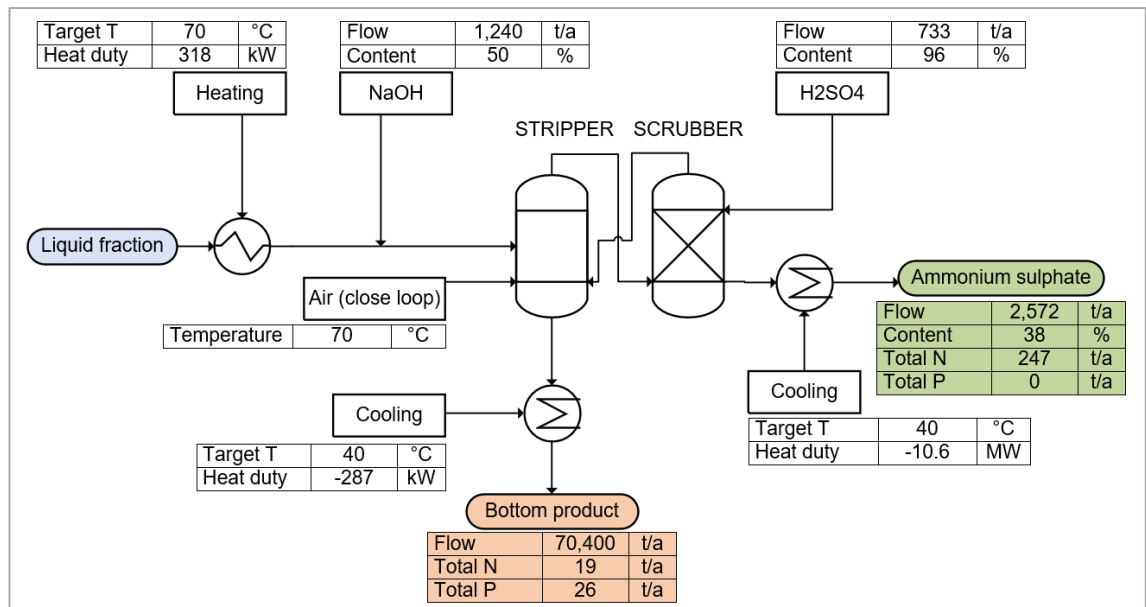 Target T 70 °C
Heat duty 318 kW
Heating
Flow 1,240 t/a
Content 50 %
NaOH
Flow 733 t/a
Content 96 %
H2SO4
STRIPPER
SCRUBBER
Liquid fraction
Air (close loop)
Temperature 70 °C
Ammonium sulphate
Flow 2,572 t/a
Content 38 %
Total N 247 t/a
Total P 0 t/a
Cooling
Target T 40 °C
Heat duty -287 kW
Cooling
Target T 40 °C
Heat duty -10.6 MW
Bottom product
Flow 70,400 t/a
Total N 19 t/a
Total P 26 t/a